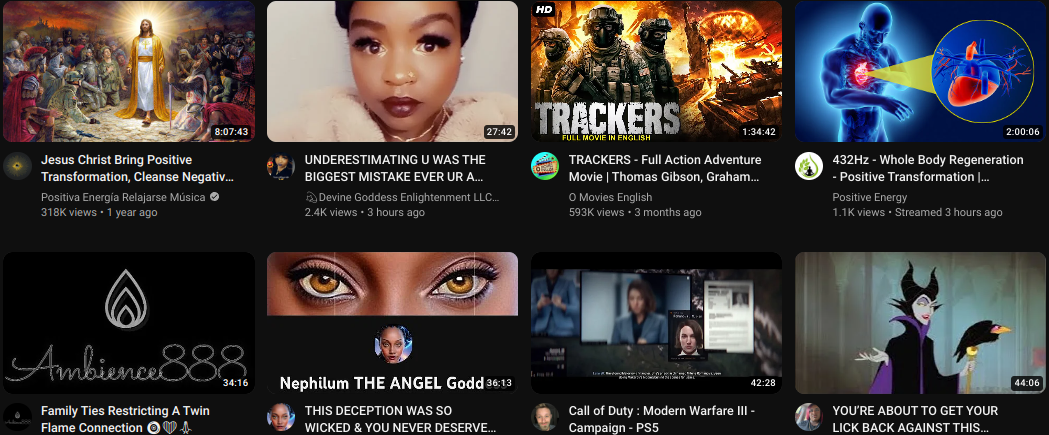 HD
TRACKERS
FULL MOVIE IN ENGLISH
8:07:43
27:42
1:34:42
2:00:06
Jesus Christ Bring Positive
Transformation, Cleanse Negativ...
Positiva Energía Relajarse Música
318K views • 1 year ago
UNDERESTIMATING U WAS THE
BIGGEST MISTAKE EVER UR A...
Devine Goddess Enlightenment LLC...
2.4K views • 3 hours ago
TRACKERS - Full Action Adventure
Movie | Thomas Gibson, Graham...
O Movies English
593K views • 3 months ago
432Hz - Whole Body Regeneration
- Positive Transformation |...
Positive Energy
1.1K views • Streamed 3 hours ago
Ambience888
34:16
Nephilum THE ANGEL Godd
36:13
42:28
44:06
Family Ties Restricting A Twin
Flame Connection
THIS DECEPTION WAS SO
WICKED & YOU NEVER DESERVE...
Call of Duty : Modern Warfare III -
Campaign - PS5
YOU'RE ABOUT TO GET YOUR
LICK BACK AGAINST THIS...